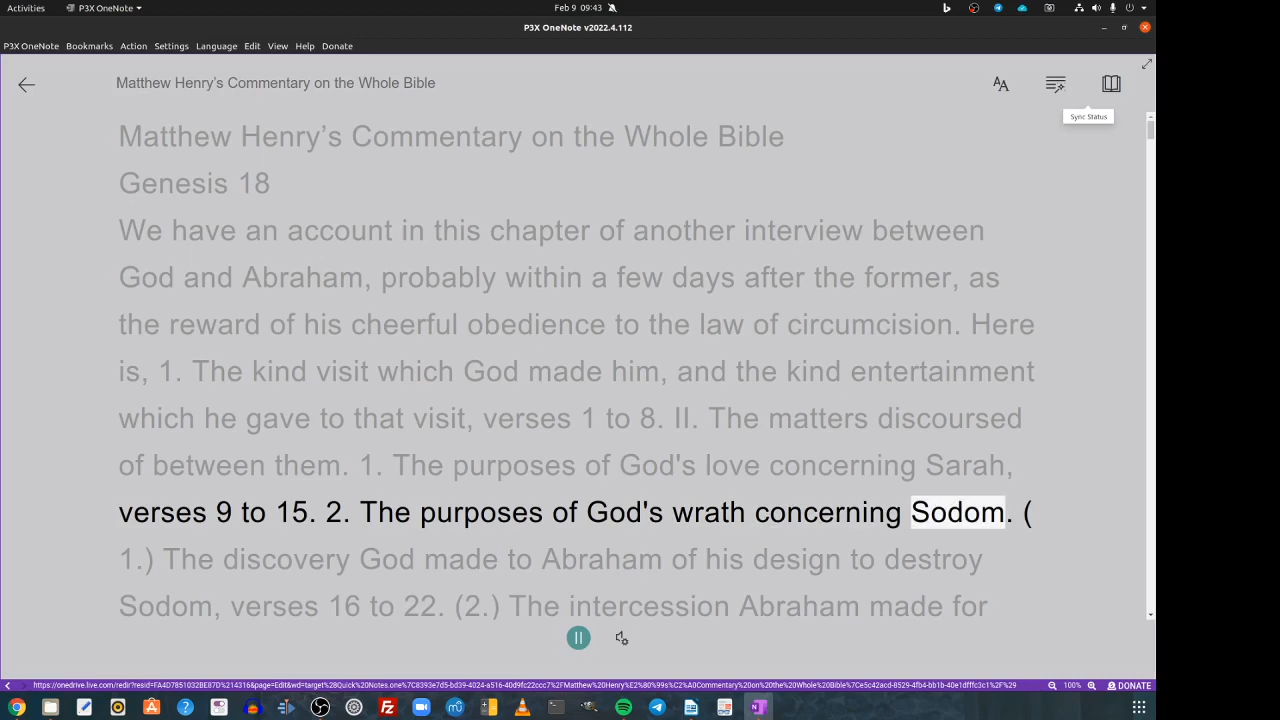 Activities
P3X OneNote
Feb 9 09:43
P3X OneNote v2022.4.112
P3X OneNote Bookmarks Action Settings Language Edit View Help Donate
Matthew Henry's Commentary on the Whole Bible
Sync Status
Matthew Henry’s Commentary on the Whole Bible
Genesis 18
We have an account in this chapter of another interview between
God and Abraham, probably within a few days after the former, as
the reward of his cheerful obedience to the law of circumcision. Here
is, 1. The kind visit which God made him, and the kind entertainment
which he gave to that visit, verses 1 to 8. II. The matters discoursed
of between them. 1. The purposes of God's love concerning Sarah,
verses 9 to 15. 2. The purposes of God's wrath concerning Sodom. (
1.) The discovery God made to Abraham of his design to destroy
Sodom, verses 16 to 22. (2.) The intercession Abraham made for
100% DONATE